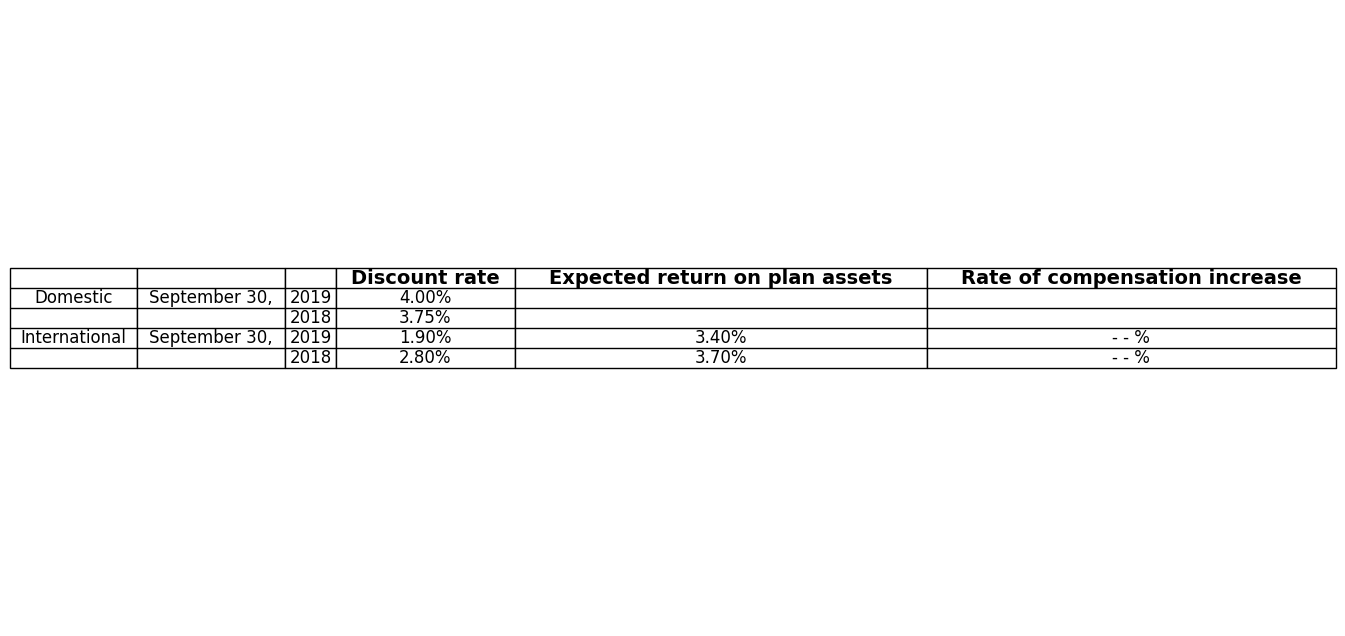 Discount rate Expected return on plan assets Rate of compensation increase
Domestic September 30, 2019 4.00%
2018 3.75%
International September 30, 2019 1.90% 3.40% - - %
2018 2.80% 3.70% - - %